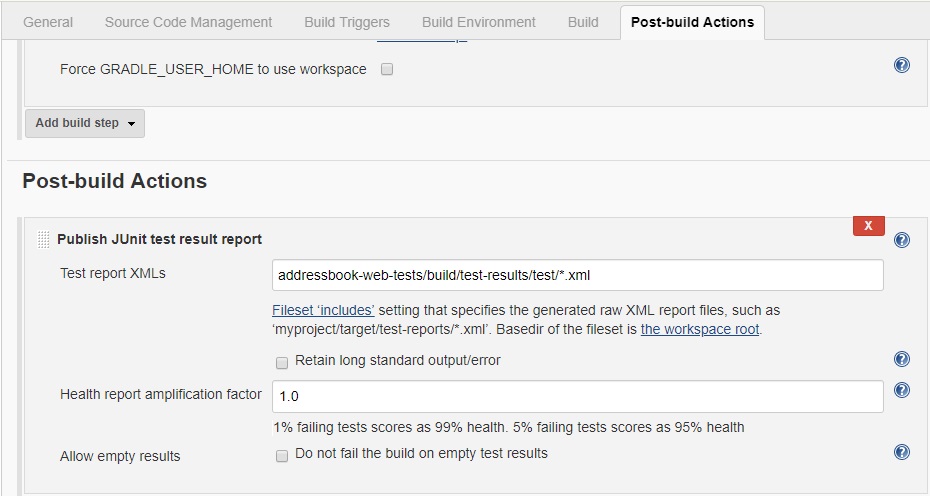 General Source Code Management Build Triggers Build Environment Build Post-build Actions
Force GRADLE_USER_HOME to use workspace
Add build step
Post-build Actions
X
Publish JUnit test result report
Test report XMLs addressbook-web-tests/build/test-results/test/*.xml
Fileset ‘includes’ setting that specifies the generated raw XML report files, such as
‘myproject/target/test-reports/*.xml’. Basedir of the fileset is the workspace root.
Retain long standard output/error
Health report amplification factor 1.0
1% failing tests scores as 99% health. 5% failing tests scores as 95% health
Allow empty results Do not fail the build on empty test results